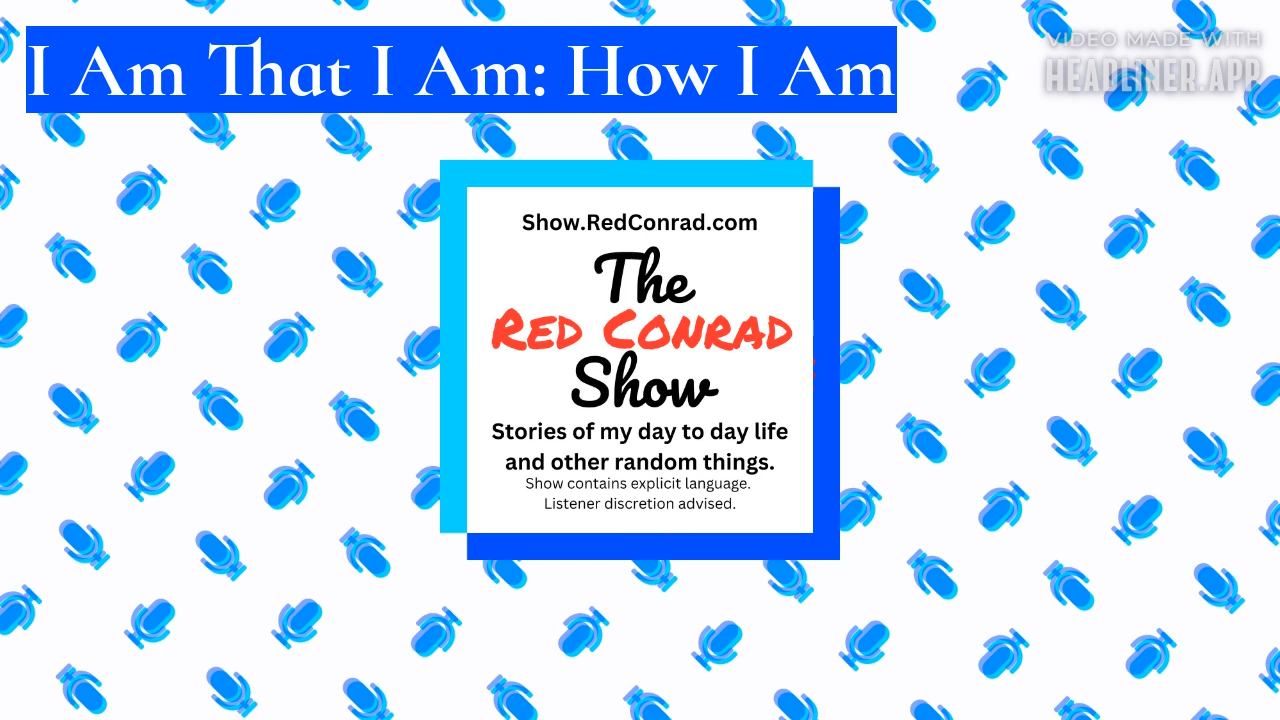 I Am That I Am: How I Am
VIDEO MADE WITH
HEADLINER.APP
Show.RedConrad.com
The
Red Conrad
Show
Stories of my day to day life
and other random things.
Show contains explicit language.
Listener discretion advised.